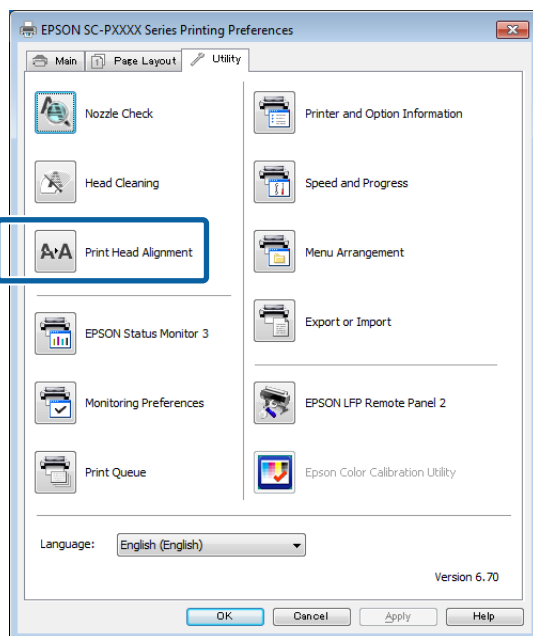 EPSON SC-PXXXX Series Printing Preferences
Main
Page Layout
Utility
Nozzle Check
Printer and Option Information
Head Cleaning
Speed and Progress
A▸A
Print Head Alignment
Menu Arrangement
EPSON Status Monitor 3
Export or Import
Monitoring Preferences
EPSON LFP Remote Panel 2
Print Queue
Epson Color Calibration Utility
Language:
English (English)
Version 6.70
OK
Cancel
Apply
Help